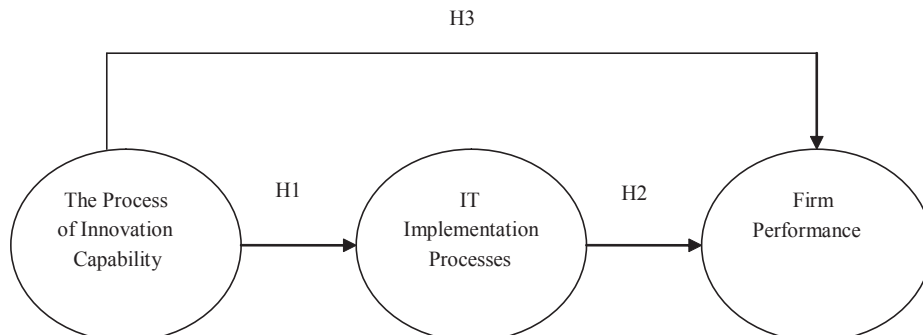 H3
The Process
of Innovation
Capability
H1
IT
Implementation
Processes
H2
Firm
Performance